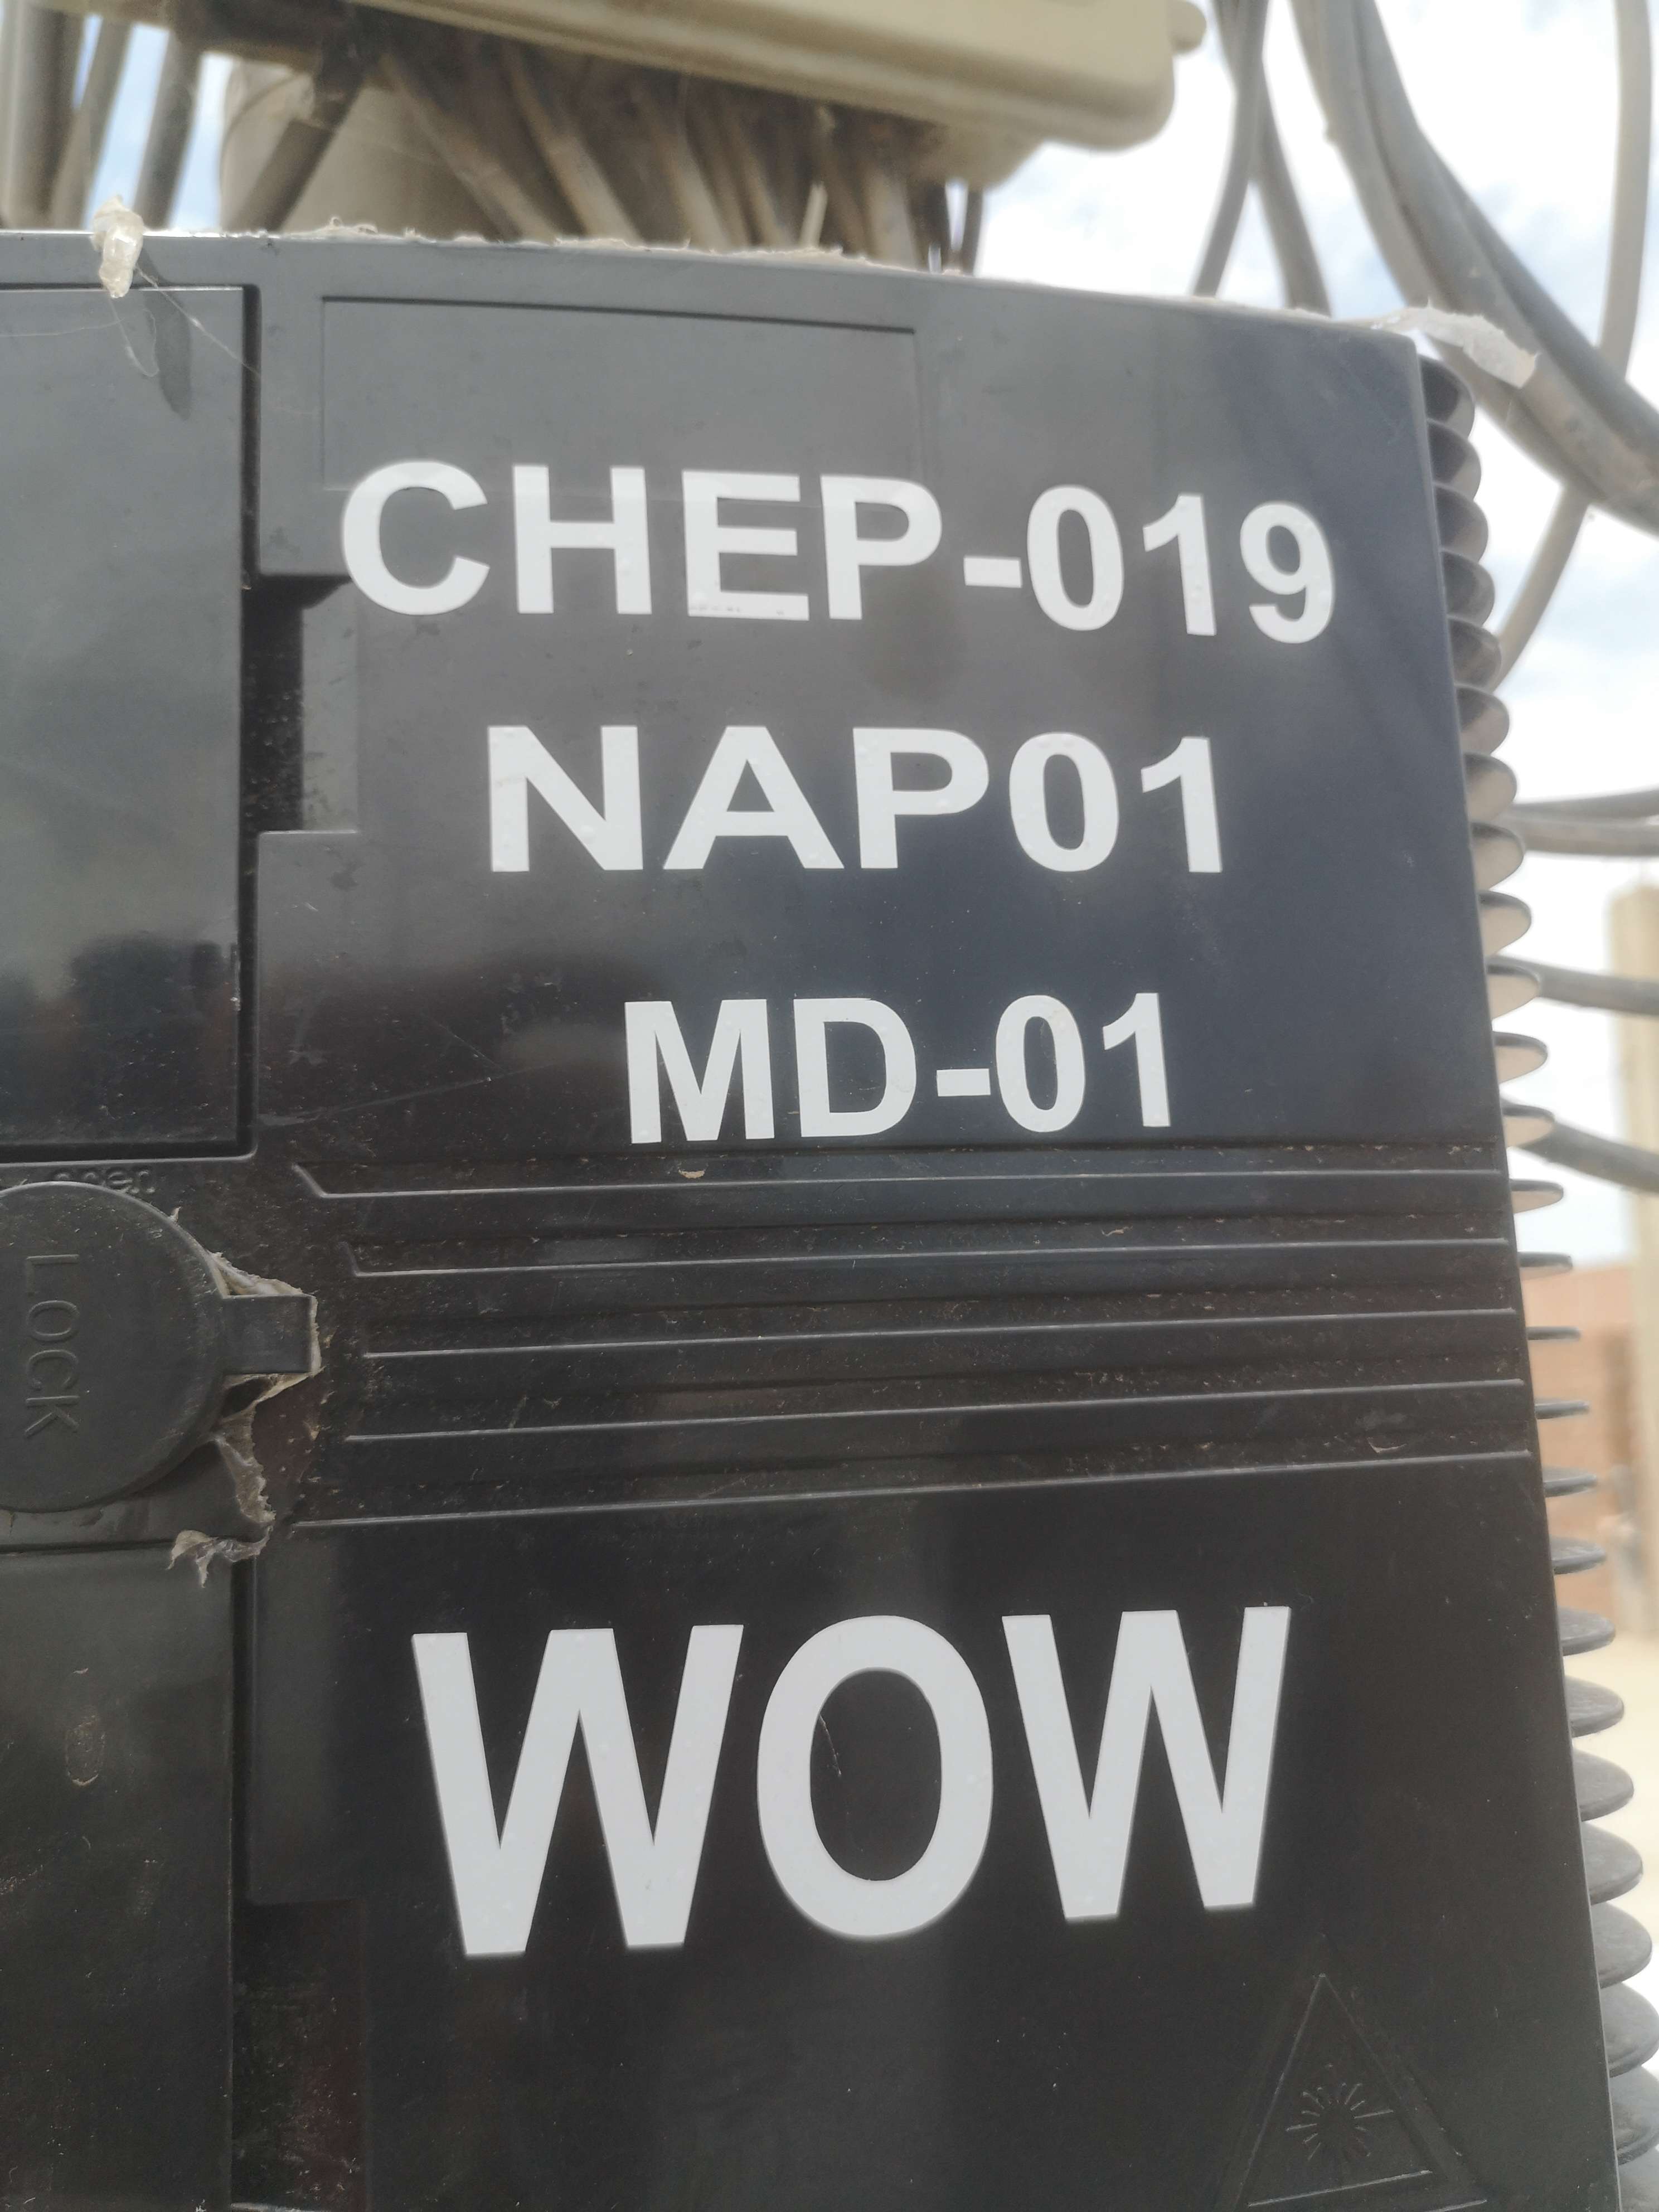 CHEP-019
NAP01
MD-01
LOCK
WOW